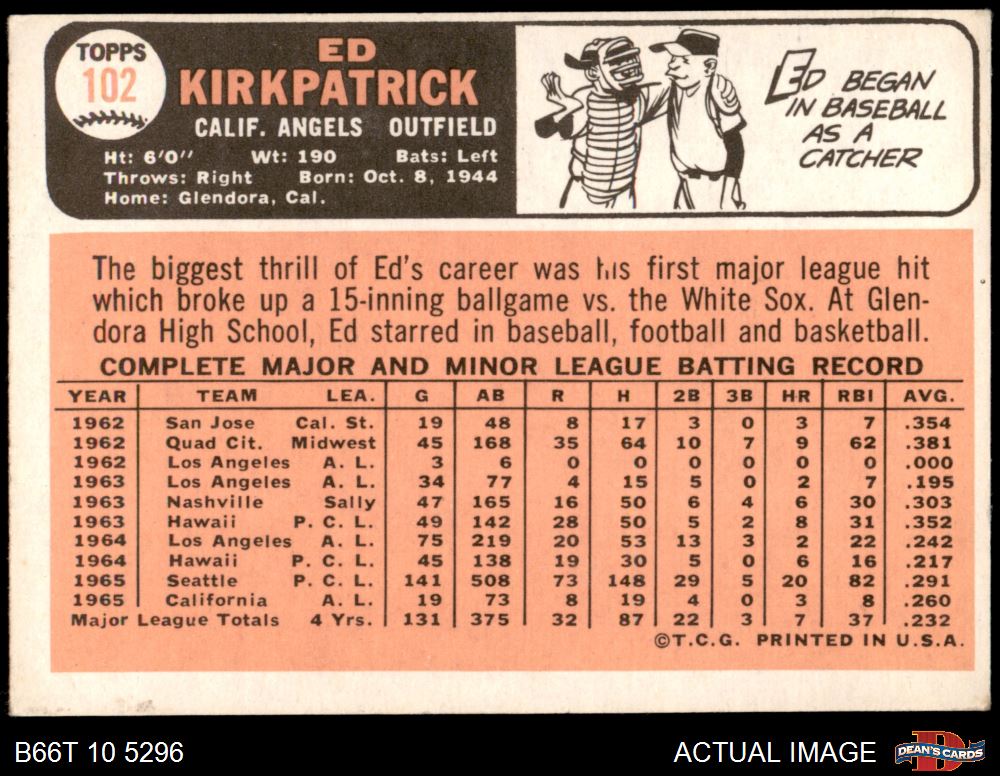 TOPPS
102
ED
KIRKPATRICK
CALIF. ANGELS OUTFIELD
Ht: 6'0" Wt: 190 Bats: Left
Throws: Right Born: Oct. 8, 1944
Home: Glendora, Cal.
ED BEGAN
IN BASEBALL
AS A
CATCHER
The biggest thrill of Ed's career was his first major league hit
which broke up a 15-inning ballgame vs. the White Sox. At Glen-
dora High School, Ed starred in baseball, football and basketball.
COMPLETE MAJOR AND MINOR LEAGUE BATTING RECORD
YEAR TEAM LEA. G AB R H 2B 3B HR RBI AVG.
1962 San Jose Cal. St. 19 48 8 17 3 0 3 7 .354
1962 Quad Cit. Midwest 45 168 35 64 10 7 9 62 .381
1962 Los Angeles A. L. 3 6 0 0 0 0 0 0 .000
1963 Los Angeles A. L. 34 77 4 15 5 0 2 7 .195
1963 Nashville Sally 47 165 16 50 6 4 6 30 .303
1963 Hawaii P. C. L. 49 142 28 50 5 2 8 31 .352
1964 Los Angeles A. L. 75 219 20 53 13 3 2 22 .242
1964 Hawaii P. C. L. 45 138 19 30 5 0 6 16 .217
1965 Seattle P. C. L. 141 508 73 148 29 5 20 82 .291
1965 California A. L. 19 73 8 19 4 0 3 8 .260
Major League Totals 4 Yrs. 131 375 32 87 22 3 7 37 .232
©T.C.G. PRINTED IN U.S.A.
B66T 10 5296
ACTUAL IMAGE
DEAN'S CARDS